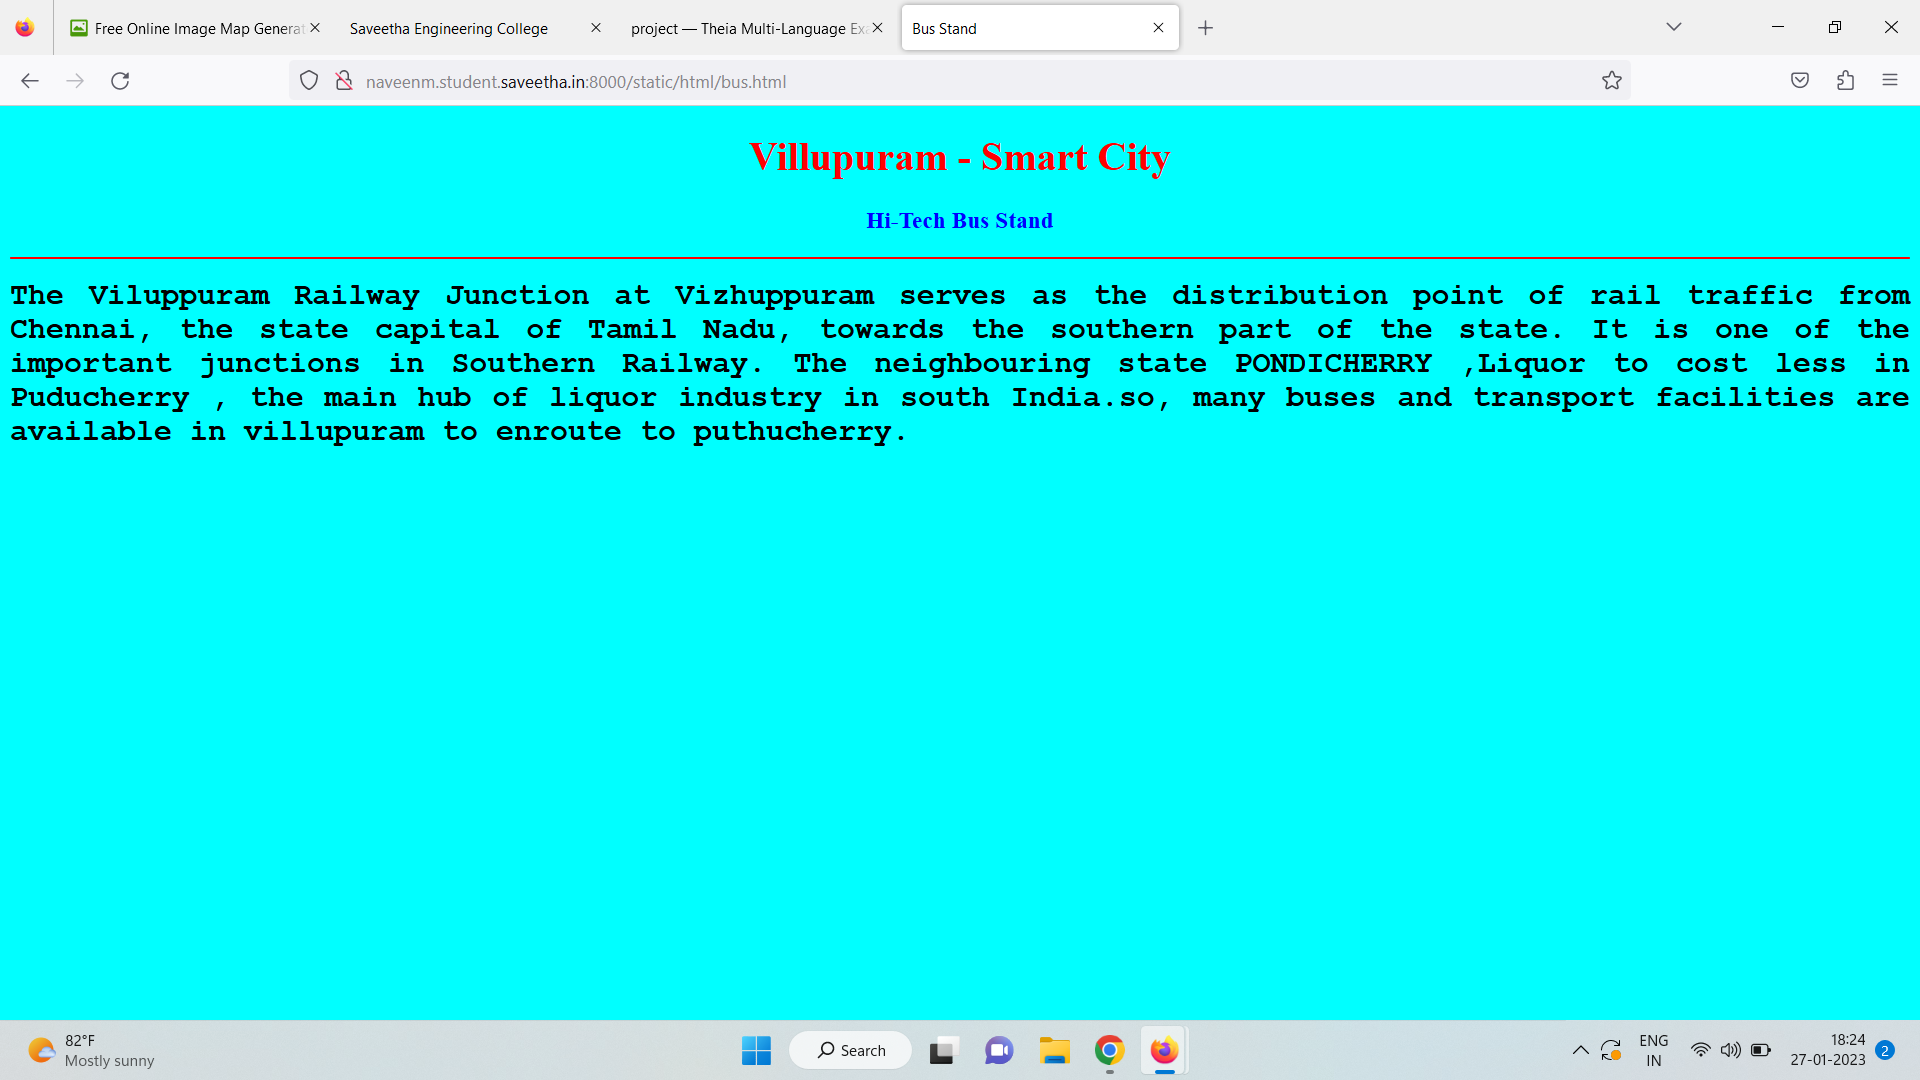 Free Online Image Map Generat
Saveetha Engineering College
project — Theia Multi-Language Exa
Bus Stand
naveenm.student.saveetha.in:8000/static/html/bus.html
Villupuram - Smart City
Hi-Tech Bus Stand
The Viluppuram Railway Junction at Vizhuppuram serves as the distribution point of rail traffic from
Chennai, the state capital of Tamil Nadu, towards the southern part of the state. It is one of the
important junctions in Southern Railway. The neighbouring state PONDICHERRY ,Liquor to cost less in
Puducherry , the main hub of liquor industry in south India.so, many buses and transport facilities are
available in villupuram to enroute to puthucherry.
82°F
Mostly sunny
Search
ENG
IN
18:24
27-01-2023
2